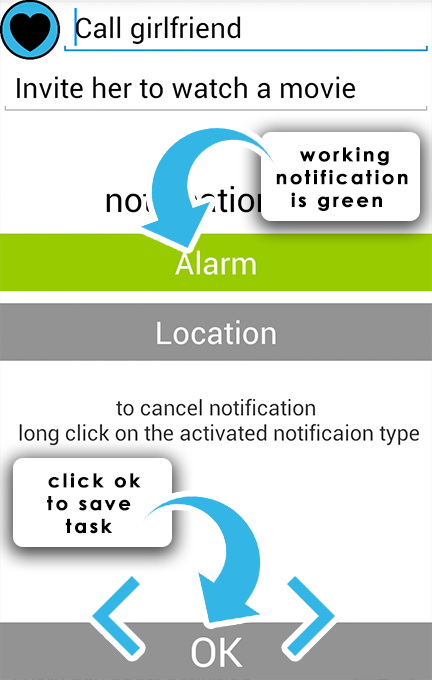 Call girlfriend
Invite her to watch a movie
working
notification
is green
Alarm
Location
to cancel notification
long click on the activated notificaion type
click ok
to save
task
OK